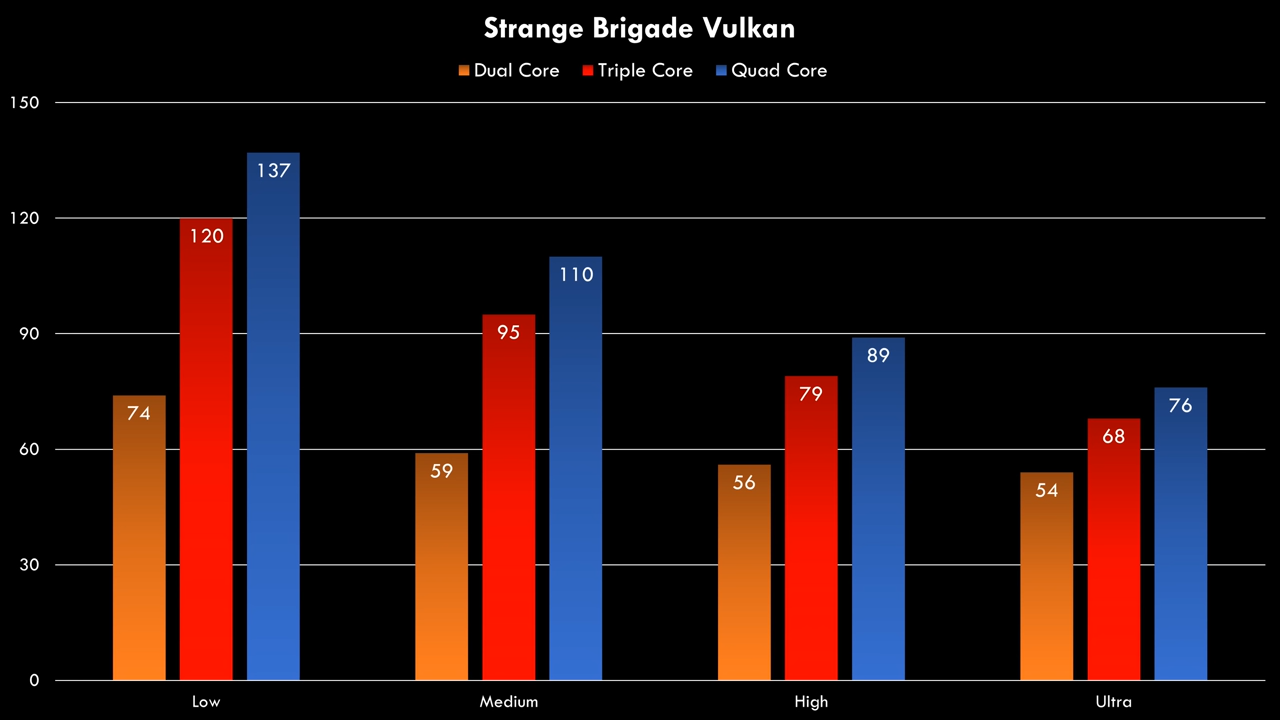 Strange Brigade Vulkan
Dual Core Triple Core Quad Core
150
120
90
60
30
0
74 120 137
59 95 110
56 79 89
54 68 76
Low Medium High Ultra